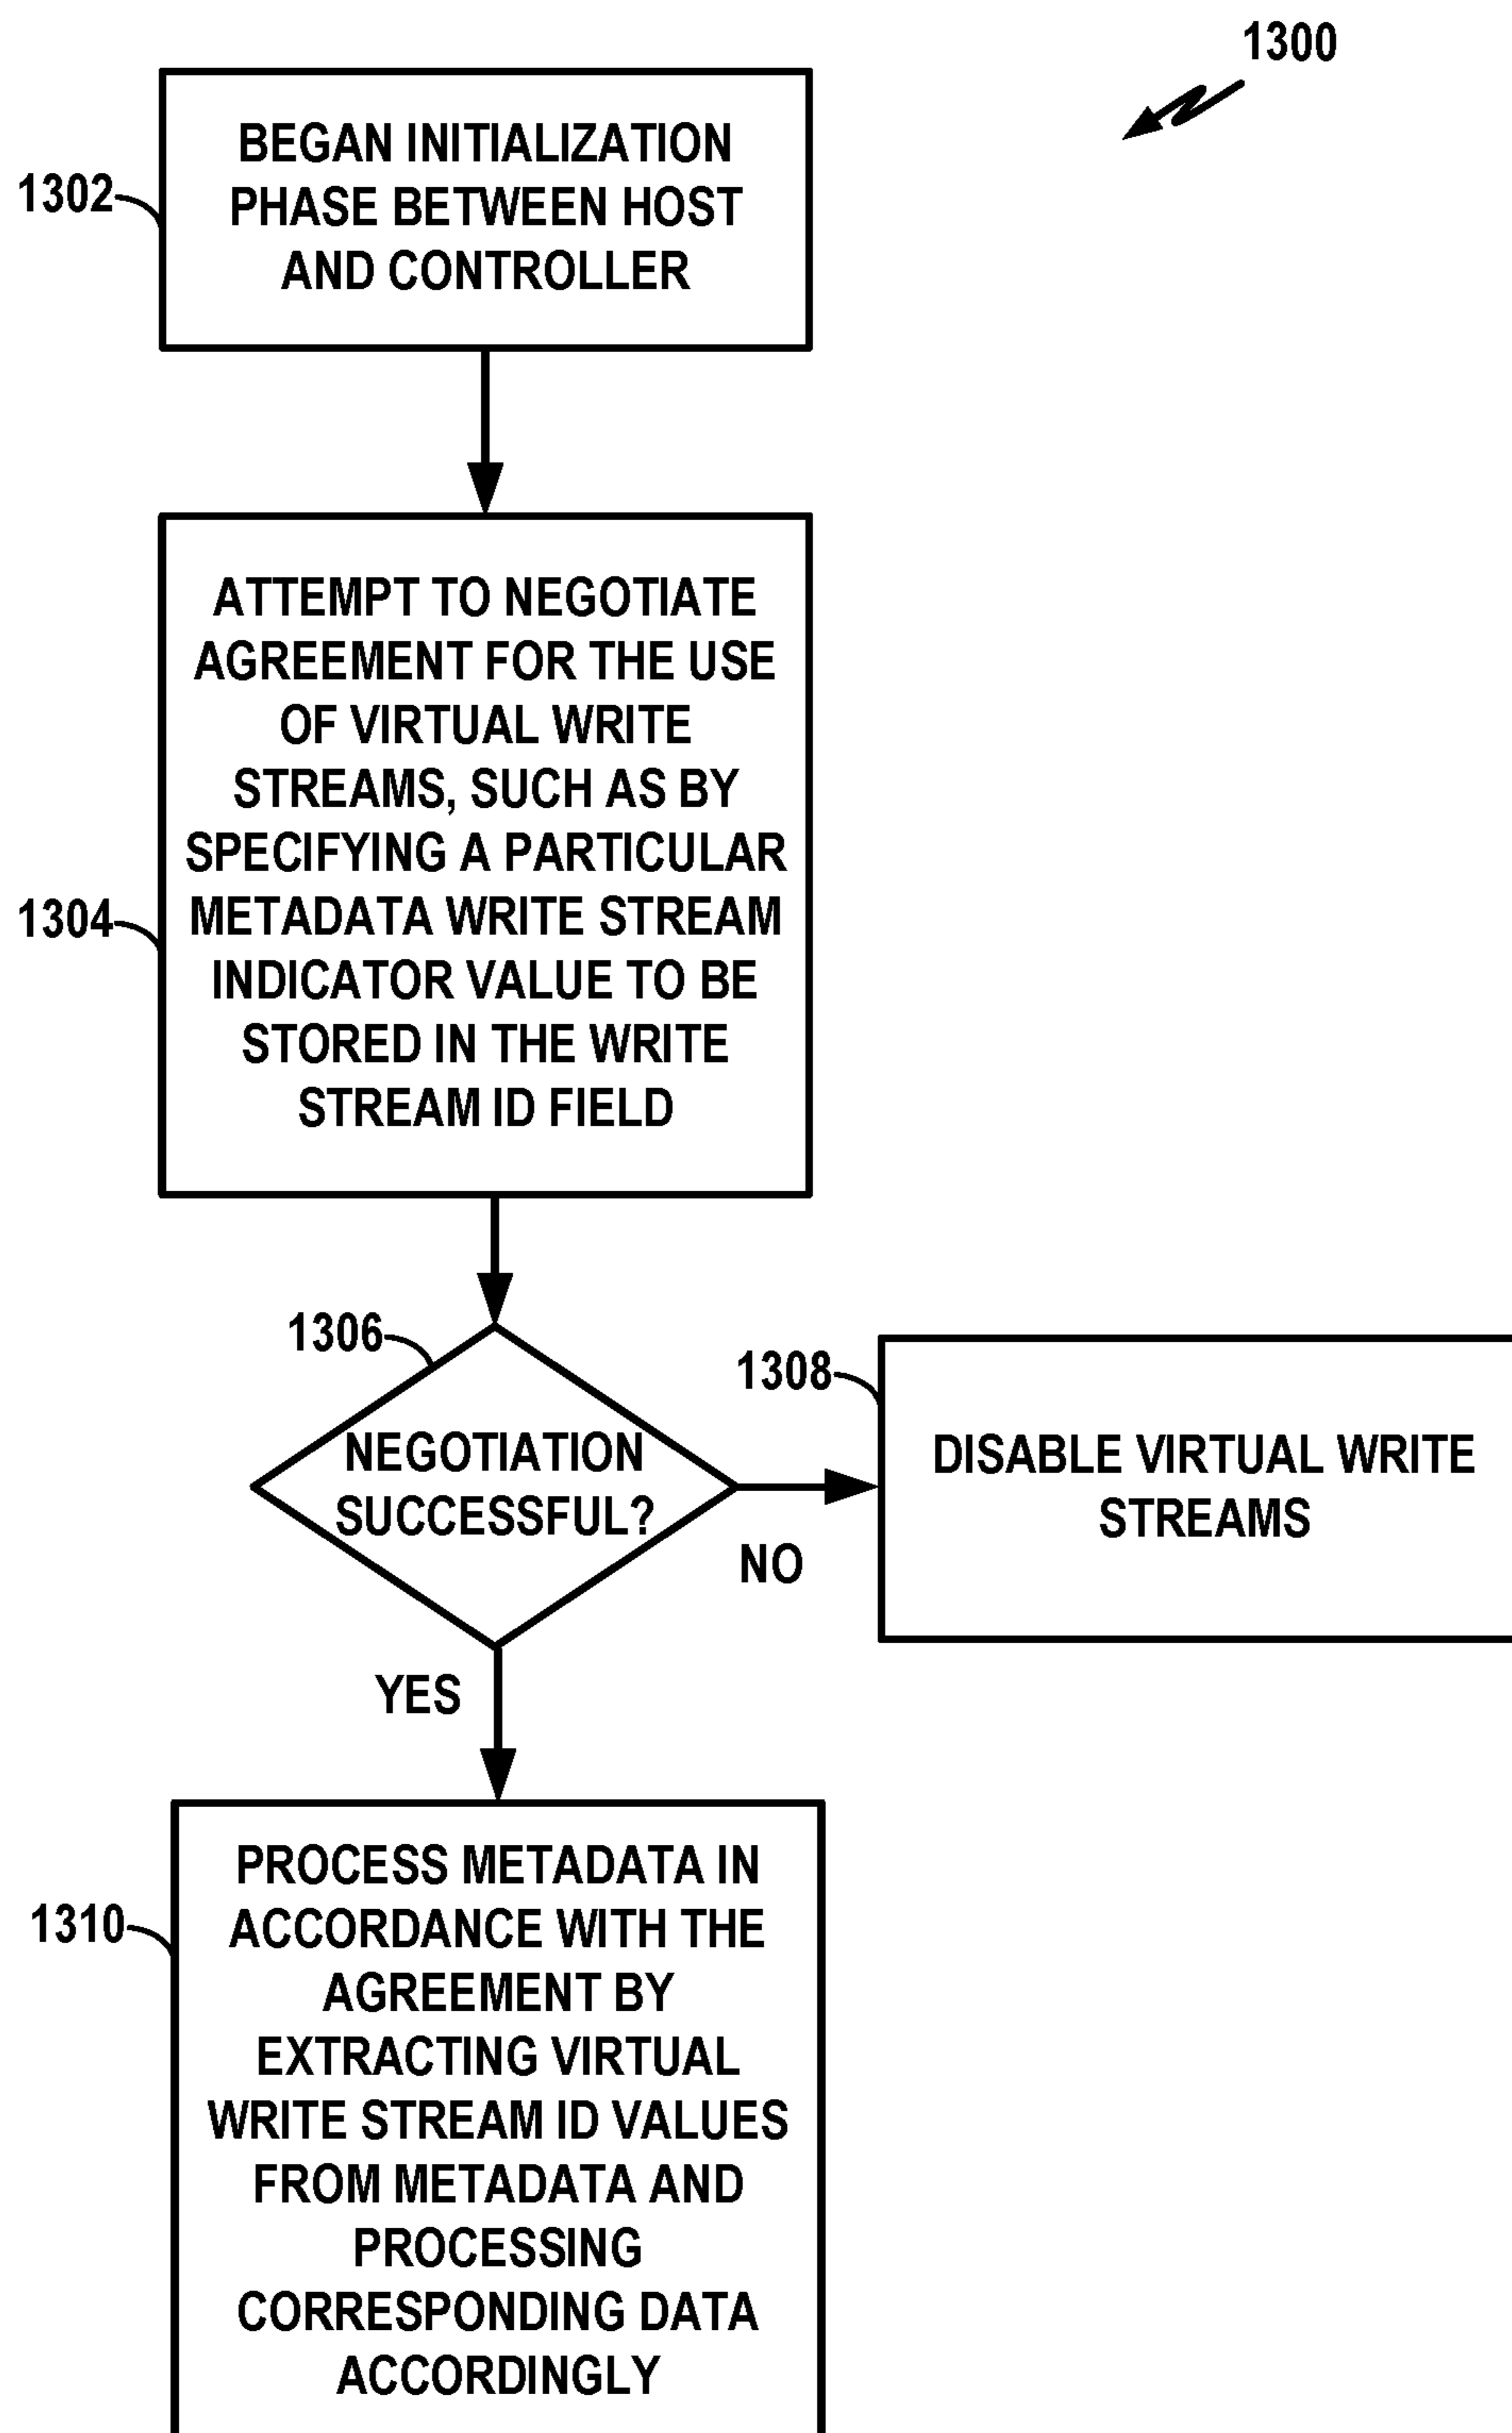 1300
1302
BEGAN INITIALIZATION
PHASE BETWEEN HOST
AND CONTROLLER
1304
ATTEMPT TO NEGOTIATE
AGREEMENT FOR THE USE
OF VIRTUAL WRITE
STREAMS, SUCH AS BY
SPECIFYING A PARTICULAR
METADATA WRITE STREAM
INDICATOR VALUE TO BE
STORED IN THE WRITE
STREAM ID FIELD
1306
NEGOTIATION
SUCCESSFUL?
NO
1308
DISABLE VIRTUAL WRITE
STREAMS
YES
1310
PROCESS METADATA IN
ACCORDANCE WITH THE
AGREEMENT BY
EXTRACTING VIRTUAL
WRITE STREAM ID VALUES
FROM METADATA AND
PROCESSING
CORRESPONDING DATA
ACCORDINGLY